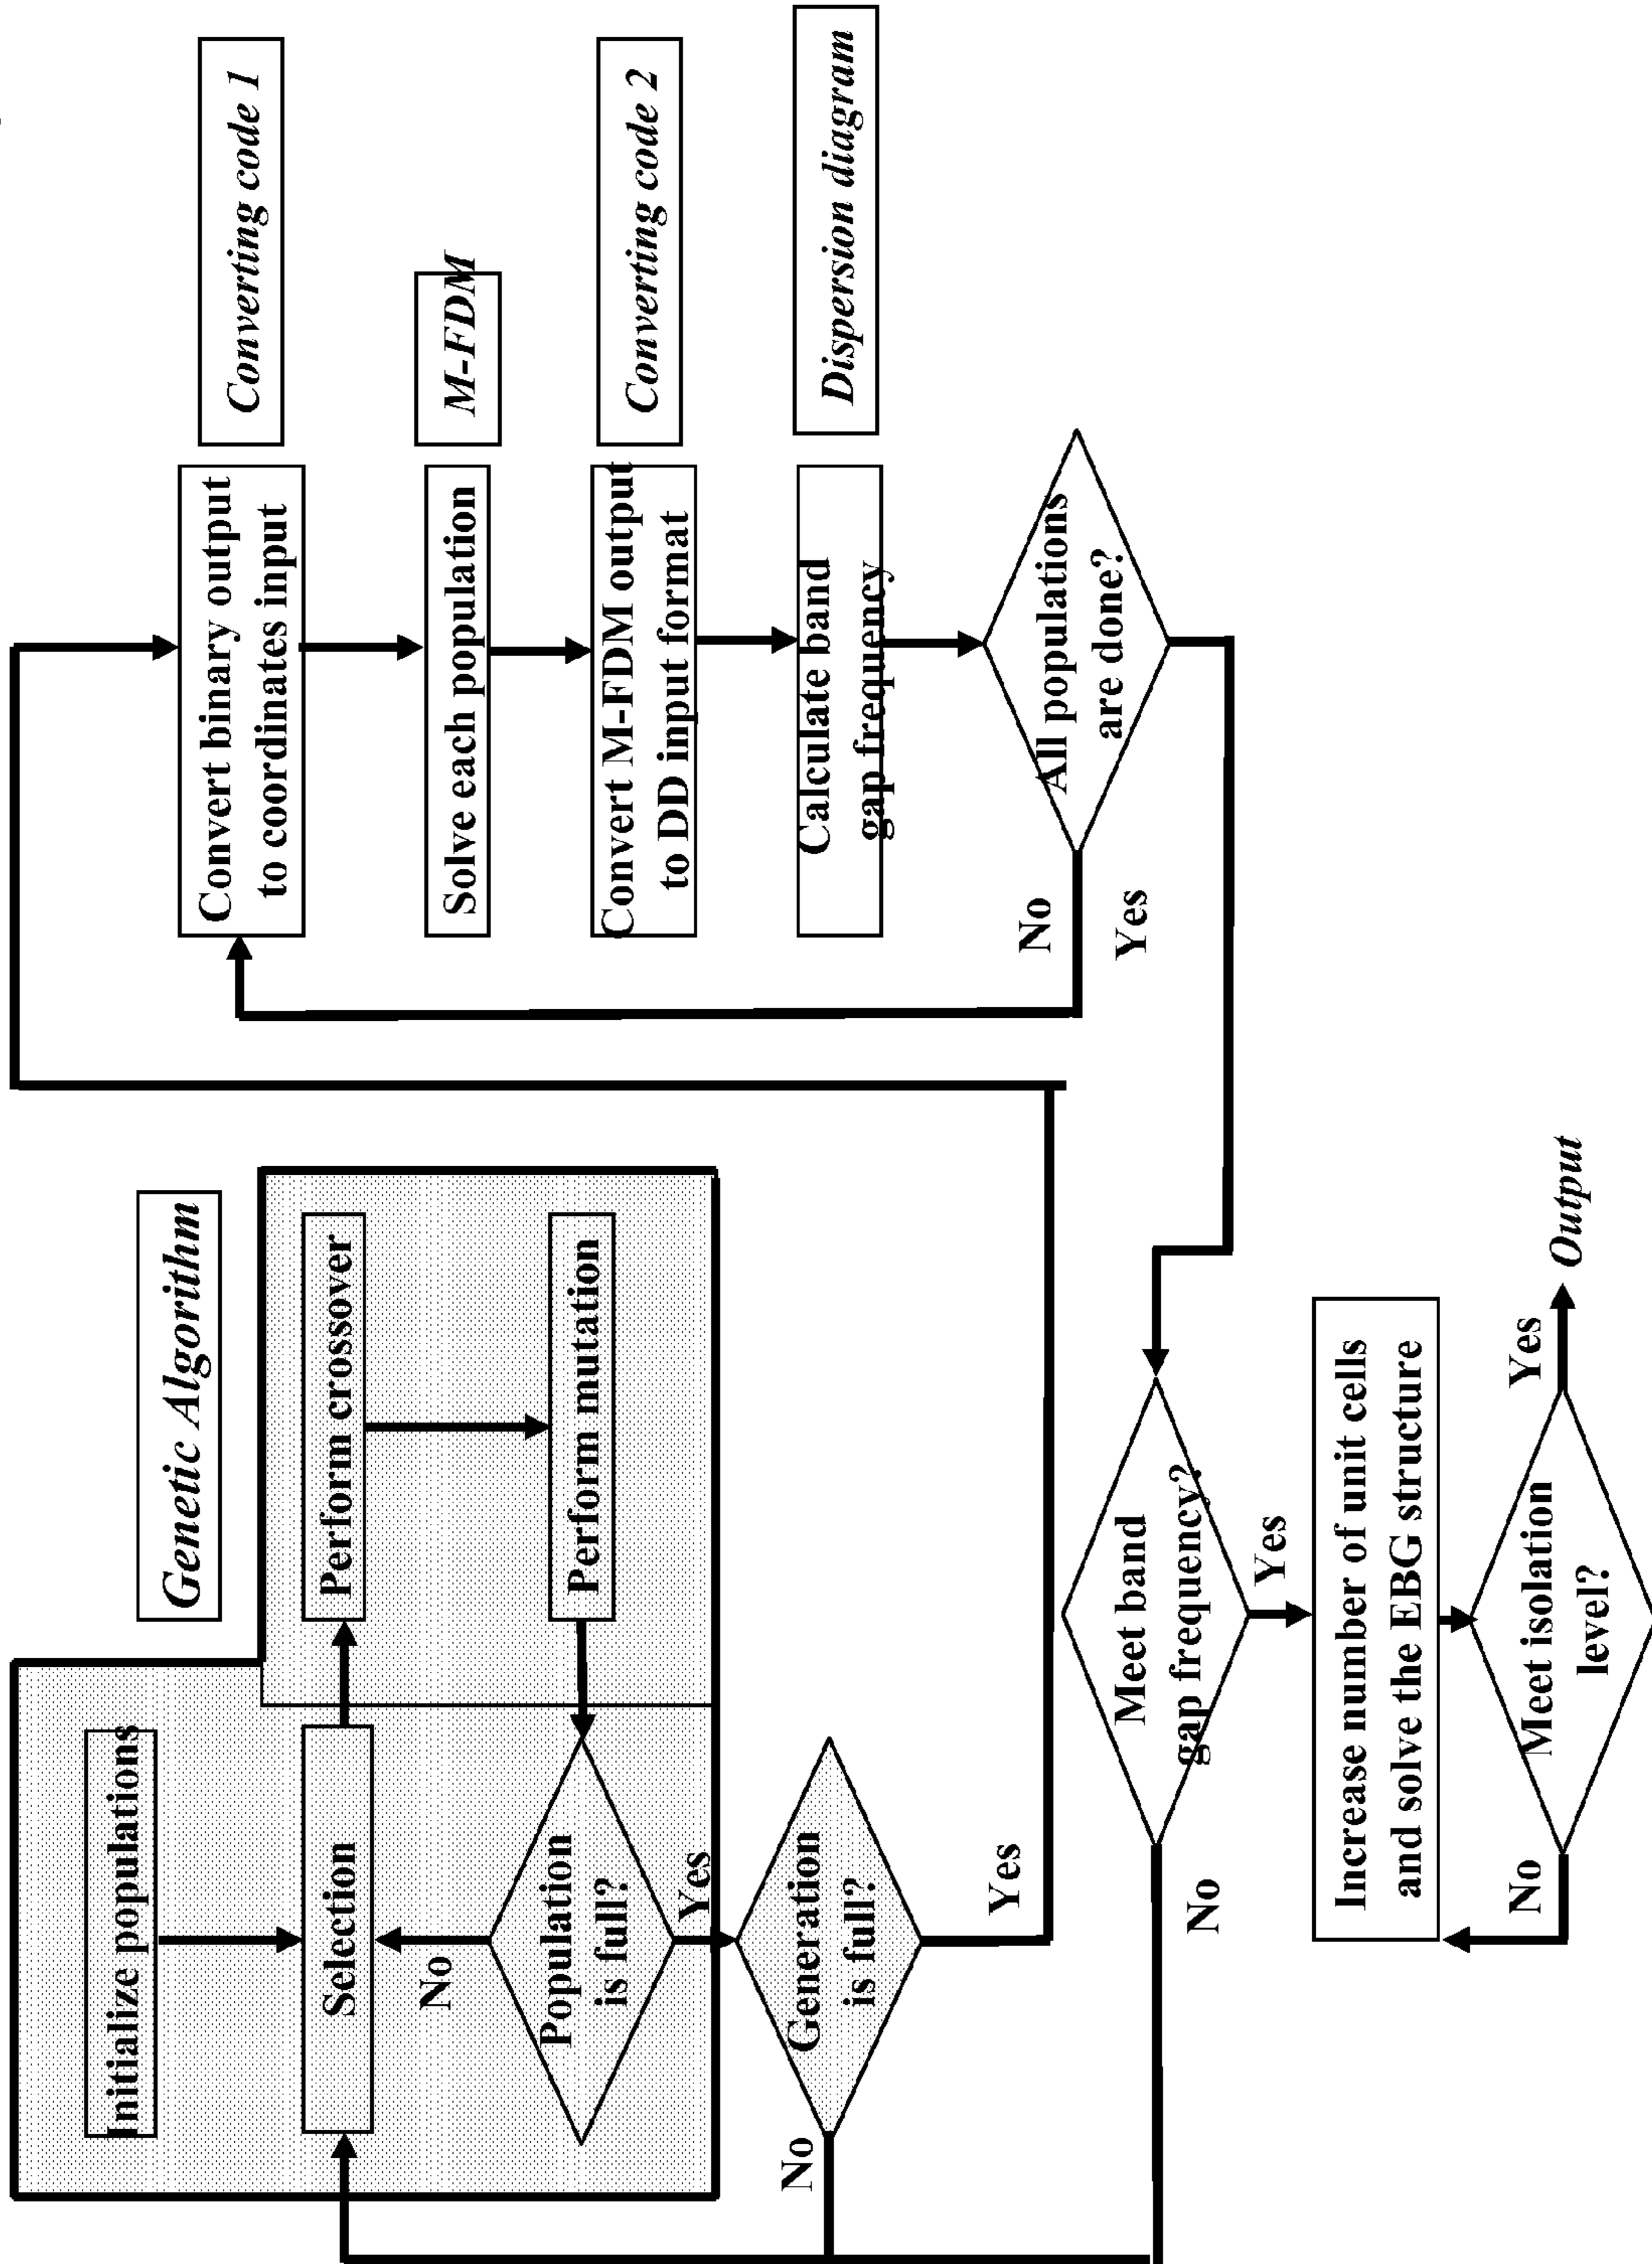 Genetic Algorithm
Initialize populations
Selection
Perform crossover
Perform mutation
No
Population
is full?
Yes
No
Generation
is full?
Yes
Convert binary output
to coordinates input
Converting code 1
Solve each population
M-FDM
Convert M-FDM output
to DD input format
Converting code 2
Calculate band
gap frequency
Dispersion diagram
All populations
are done?
No
Yes
Meet band
gap frequency?
No
Yes
Increase number of unit cells
and solve the EBG structure
Meet isolation
level?
No
Yes
Output